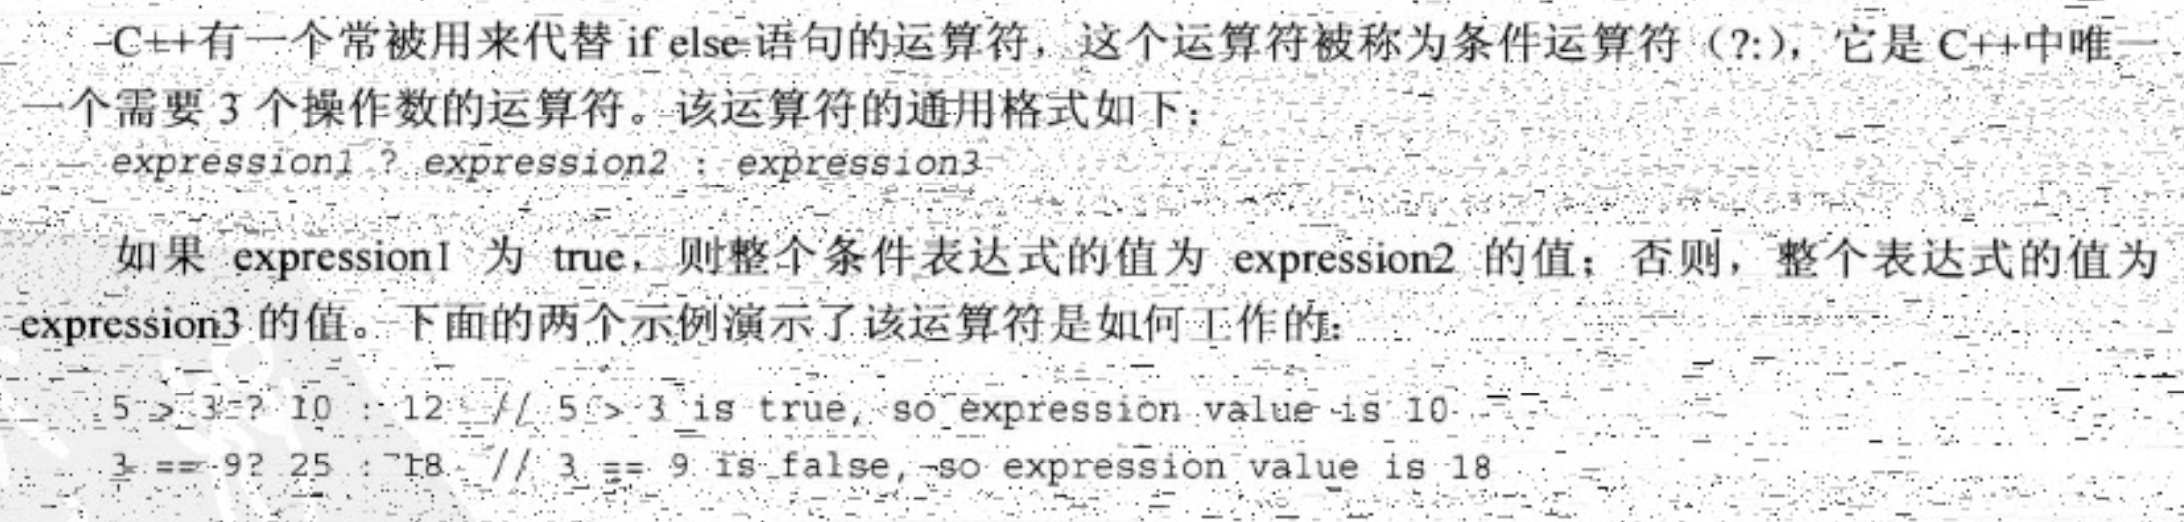 C++有一个常被用来代替 if else 语句的运算符，这个运算符被称为条件运算符（?:），它是 C++中唯一
一个需要 3 个操作数的运算符。该运算符的通用格式如下：
expression1 ? expression2 : expression3
如果 expression1 为 true，则整个条件表达式的值为 expression2 的值；否则，整个表达式的值为
expression3 的值。下面的两个示例演示了该运算符是如何工作的：
5 > 3 ? 10 : 12 // 5 > 3 is true, so expression value is 10
3 == 9? 25 : 18 // 3 == 9 is false, so expression value is 18